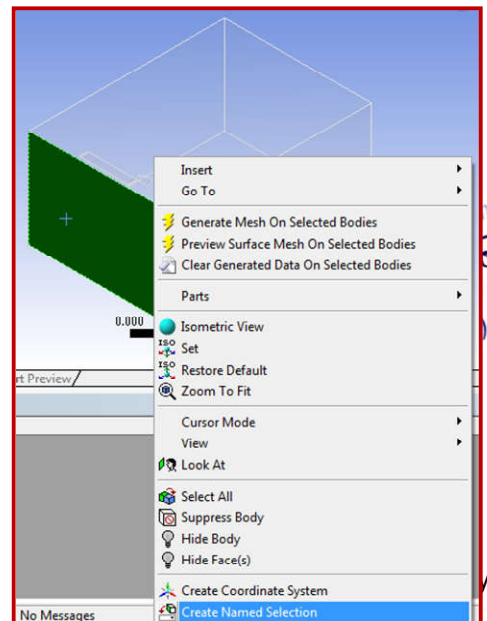 Insert
Go To
Generate Mesh On Selected Bodies
Preview Surface Mesh On Selected Bodies
Clear Generated Data On Selected Bodies
Parts
0.000
Isometric View
ISO Set
ISO Restore Default
rt Preview
Zoom To Fit
Cursor Mode
View
Look At
Select All
Suppress Body
Hide Body
Hide Face(s)
Create Coordinate System
No Messages
Create Named Selection